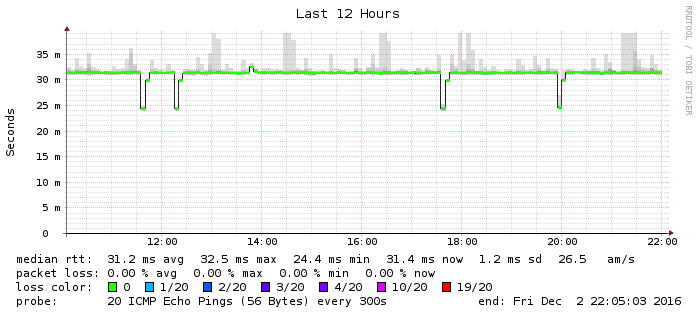 Last 12 Hours
RRDTOOL / TOBI OETIKER
Seconds
35 m
30 m
25 m
20 m
15 m
10 m
5 m
0
12:00 14:00 16:00 18:00 20:00 22:00
median rtt: 31.2 ms avg 32.5 ms max 24.4 ms min 31.4 ms now 1.2 ms sd 26.5 am/s
packet loss: 0.00 % avg 0.00 % max 0.00 % min 0.00 % now
loss color: 0 1/20 2/20 3/20 4/20 10/20 19/20
probe: 20 ICMP Echo Pings (56 Bytes) every 300s end: Fri Dec 2 22:05:03 2016